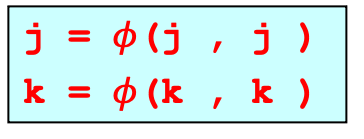 j = ϕ(j , j )
k = ϕ(k , k )